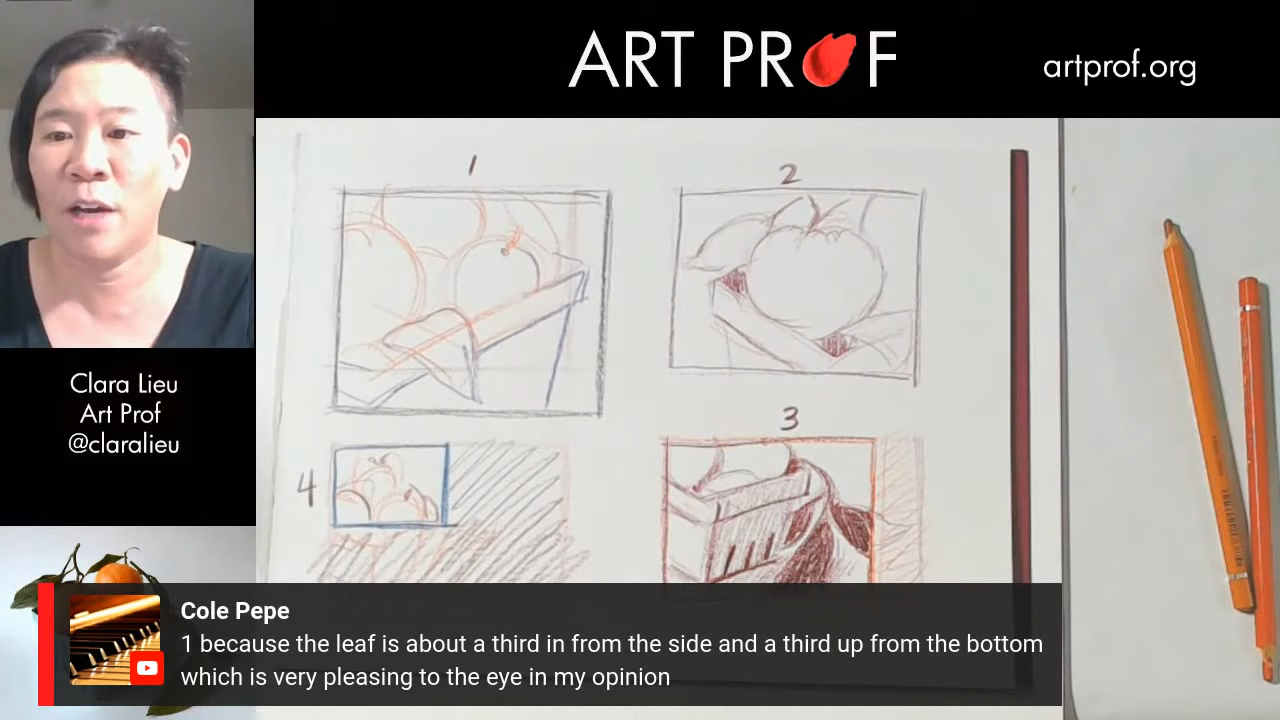 ART PROF
artprof.org
1
2
Clara Lieu
Art Prof
@claralieu
3
4
Cole Pepe
1 because the leaf is about a third in from the side and a third up from the bottom
which is very pleasing to the eye in my opinion